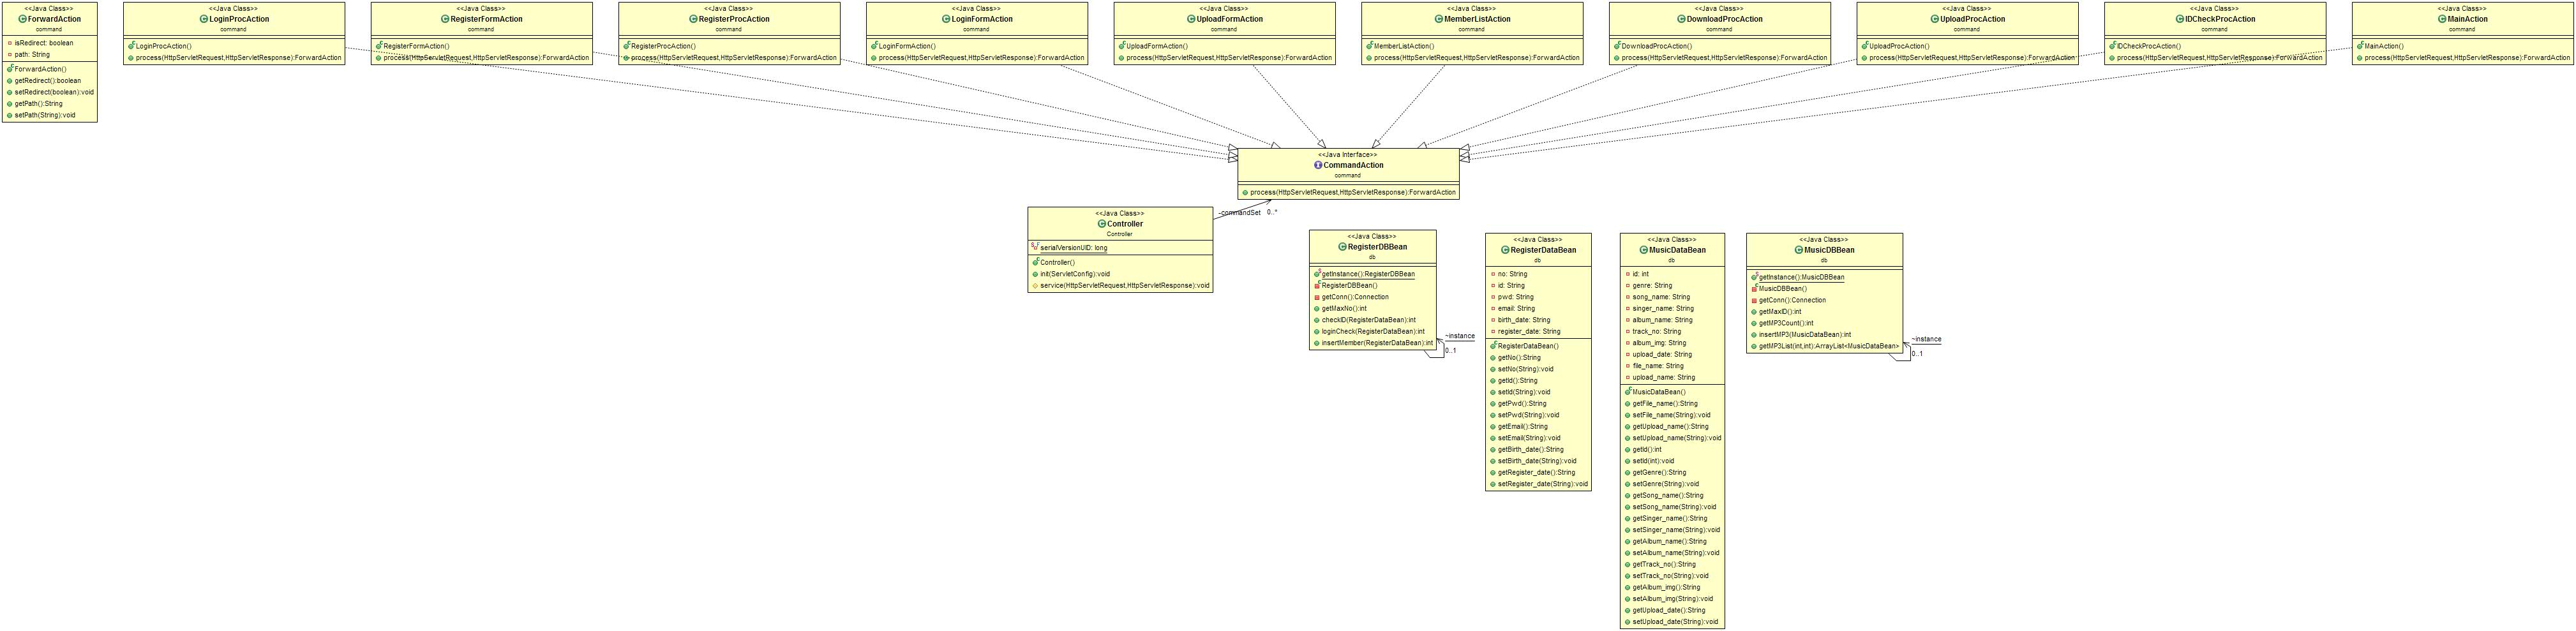 <<Java Class>>
ForwardAction
command
isRedirect: boolean
path: String
ForwardAction()
getRedirect():boolean
setRedirect(boolean):void
getPath():String
setPath(String):void
<<Java Class>>
LoginProcAction
command
LoginProcAction()
process(HttpServletRequest,HttpServletResponse):ForwardAction
<<Java Class>>
RegisterFormAction
command
RegisterFormAction()
process(HttpServletRequest,HttpServletResponse):ForwardAction
<<Java Class>>
RegisterProcAction
command
RegisterProcAction()
process(HttpServletRequest,HttpServletResponse):ForwardAction
<<Java Class>>
LoginFormAction
command
LoginFormAction()
process(HttpServletRequest,HttpServletResponse):ForwardAction
<<Java Class>>
UploadFormAction
command
UploadFormAction()
process(HttpServletRequest,HttpServletResponse):ForwardAction
<<Java Class>>
MemberListAction
command
MemberListAction()
process(HttpServletRequest,HttpServletResponse):ForwardAction
<<Java Class>>
DownloadProcAction
command
DownloadProcAction()
process(HttpServletRequest,HttpServletResponse):ForwardAction
<<Java Class>>
UploadProcAction
command
UploadProcAction()
process(HttpServletRequest,HttpServletResponse):ForwardAction
<<Java Class>>
IDCheckProcAction
command
IDCheckProcAction()
process(HttpServletRequest,HttpServletResponse):ForwardAction
<<Java Class>>
MainAction
command
MainAction()
process(HttpServletRequest,HttpServletResponse):ForwardAction
<<Java Interface>>
CommandAction
command
process(HttpServletRequest,HttpServletResponse):ForwardAction
-commandSet 0..*
<<Java Class>>
Controller
Controller
serialVersionUID: long
Controller()
init(ServletConfig):void
service(HttpServletRequest,HttpServletResponse):void
<<Java Class>>
RegisterDBBean
db
getInstance():RegisterDBBean
RegisterDBBean()
getConn():Connection
getMaxNo():int
checkID(RegisterDataBean):int
loginCheck(RegisterDataBean):int
insertMember(RegisterDataBean):int
~instance
0..1
<<Java Class>>
RegisterDataBean
db
no: String
id: String
pwd: String
email: String
birth_date: String
register_date: String
RegisterDataBean()
getNo():String
setNo(String):void
getId():String
setId(String):void
getPwd():String
setPwd(String):void
getEmail():String
setEmail(String):void
getBirth_date():String
setBirth_date(String):void
getRegister_date():String
setRegister_date(String):void
<<Java Class>>
MusicDataBean
db
id: int
genre: String
song_name: String
singer_name: String
album_name: String
track_no: String
album_img: String
upload_date: String
file_name: String
upload_name: String
MusicDataBean()
getFile_name():String
setFile_name(String):void
getUpload_name():String
setUpload_name(String):void
getId():int
setId(int):void
getGenre():String
setGenre(String):void
getSong_name():String
setSong_name(String):void
getSinger_name():String
setSinger_name(String):void
getAlbum_name():String
setAlbum_name(String):void
getTrack_no():String
setTrack_no(String):void
getAlbum_img():String
setAlbum_img(String):void
getUpload_date():String
setUpload_date(String):void
<<Java Class>>
MusicDBBean
db
getInstance():MusicDBBean
MusicDBBean()
getConn():Connection
getMaxID():int
getMP3Count():int
insertMP3(MusicDataBean):int
getMP3List(int,int):ArrayList<MusicDataBean>
~instance
0..1